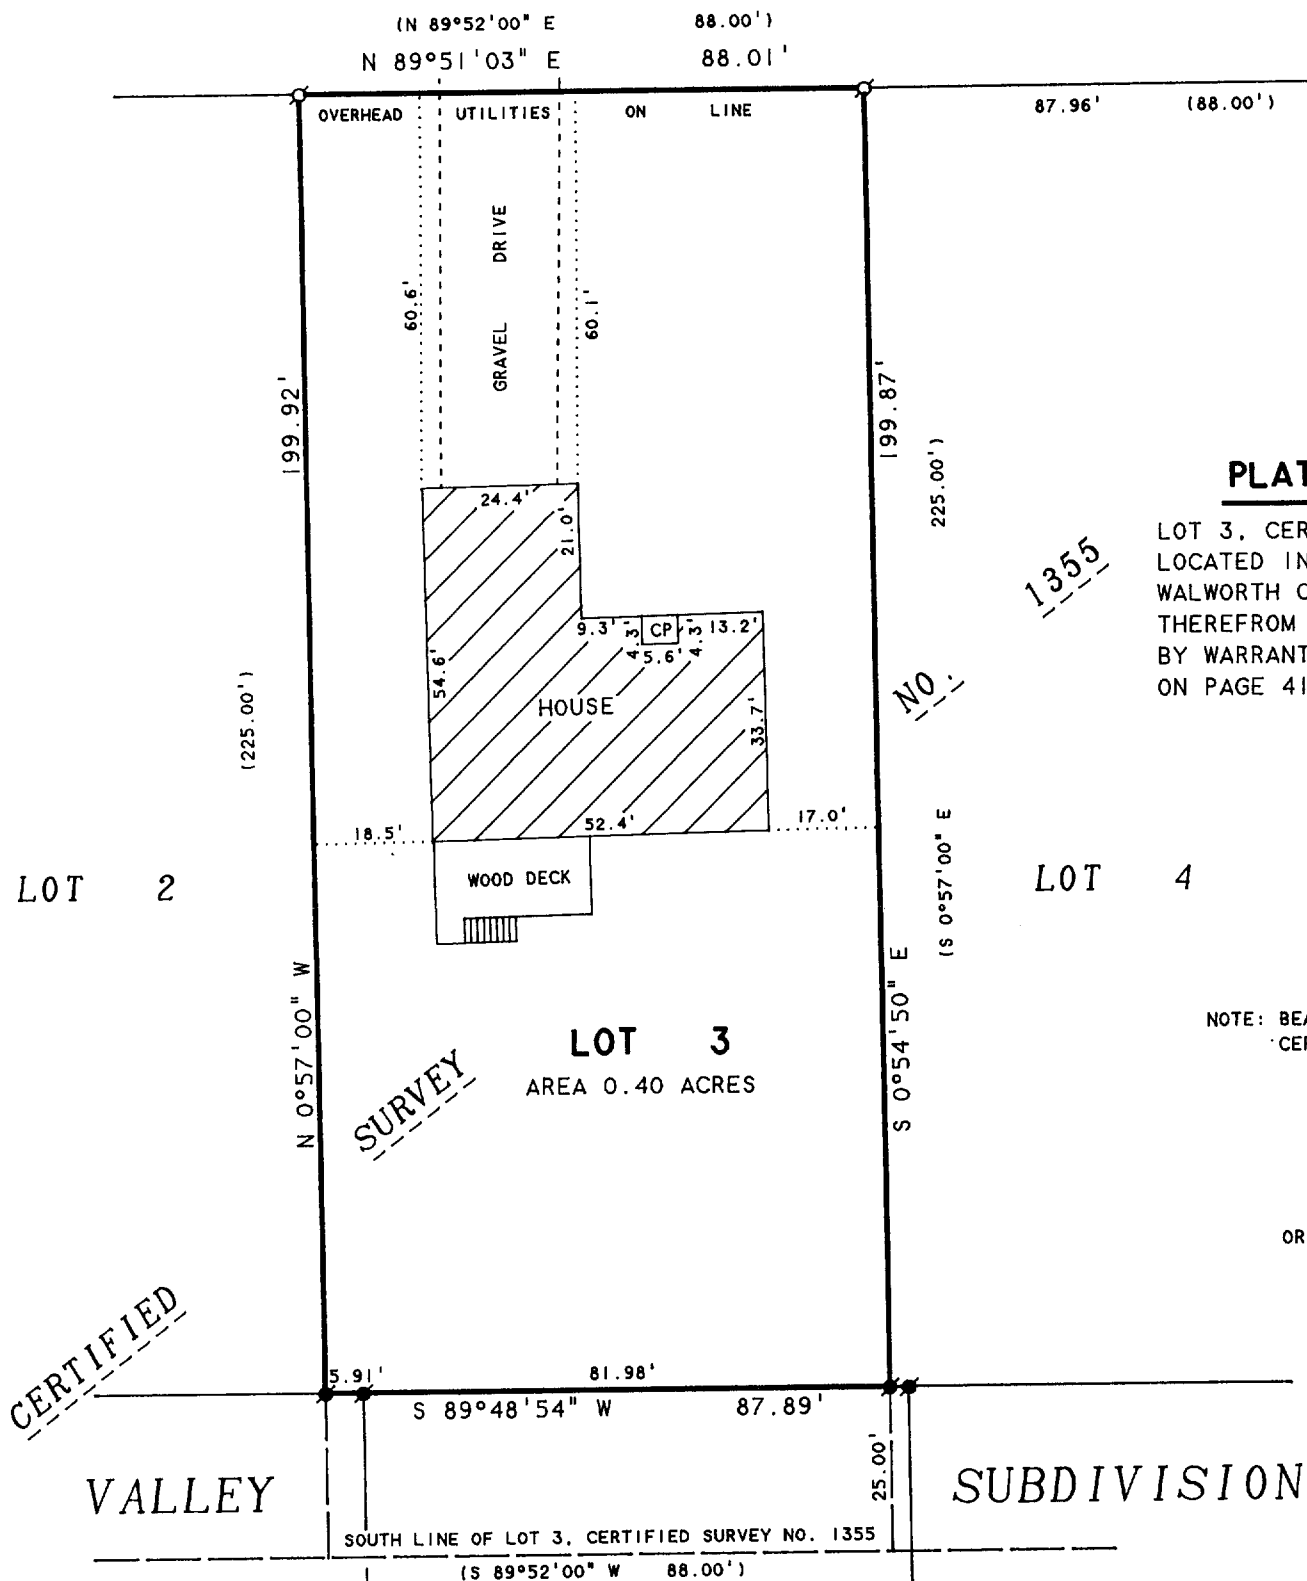 (N 89°52'00" E 88.00')
N 89°51'03" E 88.01'
87.96' (88.00')
OVERHEAD UTILITIES ON LINE
GRAVEL DRIVE
60.6'
60.1'
199.92'
199.87'
(225.00')
225.00')
24.4'
21.0'
9.3'
4.3'
CP
4.3'
13.2'
5.6'
54.6'
HOUSE
33.7'
52.4'
18.5'
17.0'
WOOD DECK
PLAT
LOT 3, CER
LOCATED IN
WALWORTH C
THEREFROM
BY WARRANT
ON PAGE 41
1355
NO.
SURVEY
CERTIFIED
LOT 2
LOT 4
(S 0°57'00" E
N 0°57'00" W
S 0°54'50" E
LOT 3
AREA 0.40 ACRES
NOTE: BEA
CER
OR
5.91'
81.98'
S 89°48'54" W 87.89'
25.00'
VALLEY SUBDIVISION
SOUTH LINE OF LOT 3, CERTIFIED SURVEY NO. 1355
(S 89°52'00" W 88.00')